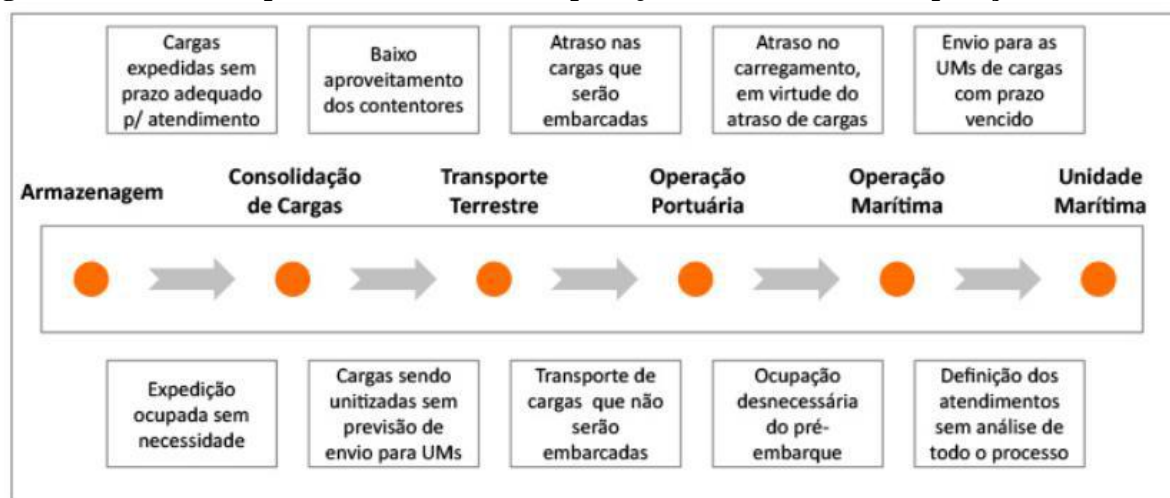 Cargas
expedidas sem
prazo adequado
p/ atendimento
Baixo
aproveitamento
dos contentores
Atraso nas
cargas que
serão
embarcadas
Atraso no
carregamento,
em virtude do
atraso de cargas
Envio para as
UMs de cargas
com prazo
vencido
Armazenagem
Consolidação
de Cargas
Transporte
Terrestre
Operação
Portuária
Operação
Marítima
Unidade
Marítima
Expedição
ocupada sem
necessidade
Cargas sendo
unitizadas sem
previsão de
envio para UMs
Transporte de
cargas que não
serão
embarcadas
Ocupação
desnecessária
do pré-
embarque
Definição dos
atendimentos
sem análise de
todo o processo